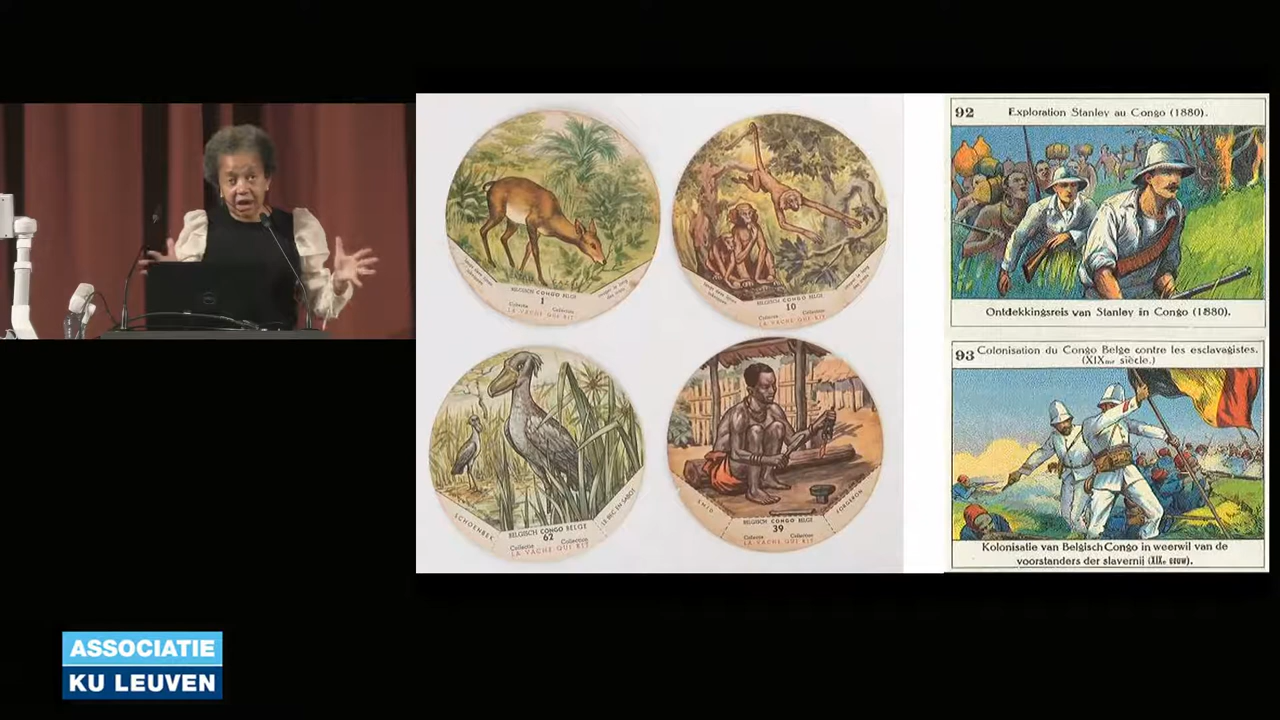 BELGISCH CONGO BELGE
1
Collectie Collection
LA VACHE QUI RIT
BELGISCH CONGO BELGE
10
Collectie Collection
LA VACHE QUI RIT
SCHOENBEK
BELGISCH CONGO BELGE
62
LE BEC EN SABOT
Collectie Collection
LA VACHE QUI RIT
SMID
BELGISCH CONGO BELGE
39
FORGERON
Collectie Collection
LA VACHE QUI RIT
92 Exploration Stanley au Congo (1880).
Ontdekkingsreis van Stanley in Congo (1880).
93 Colonisation du Congo Belge contre les esclavagistes.
(XIXme siècle.)
Kolonisatie van Belgisch Congo in weerwil van de
voorstanders der slavernij (XIXe eeuw).
ASSOCIATIE
KU LEUVEN